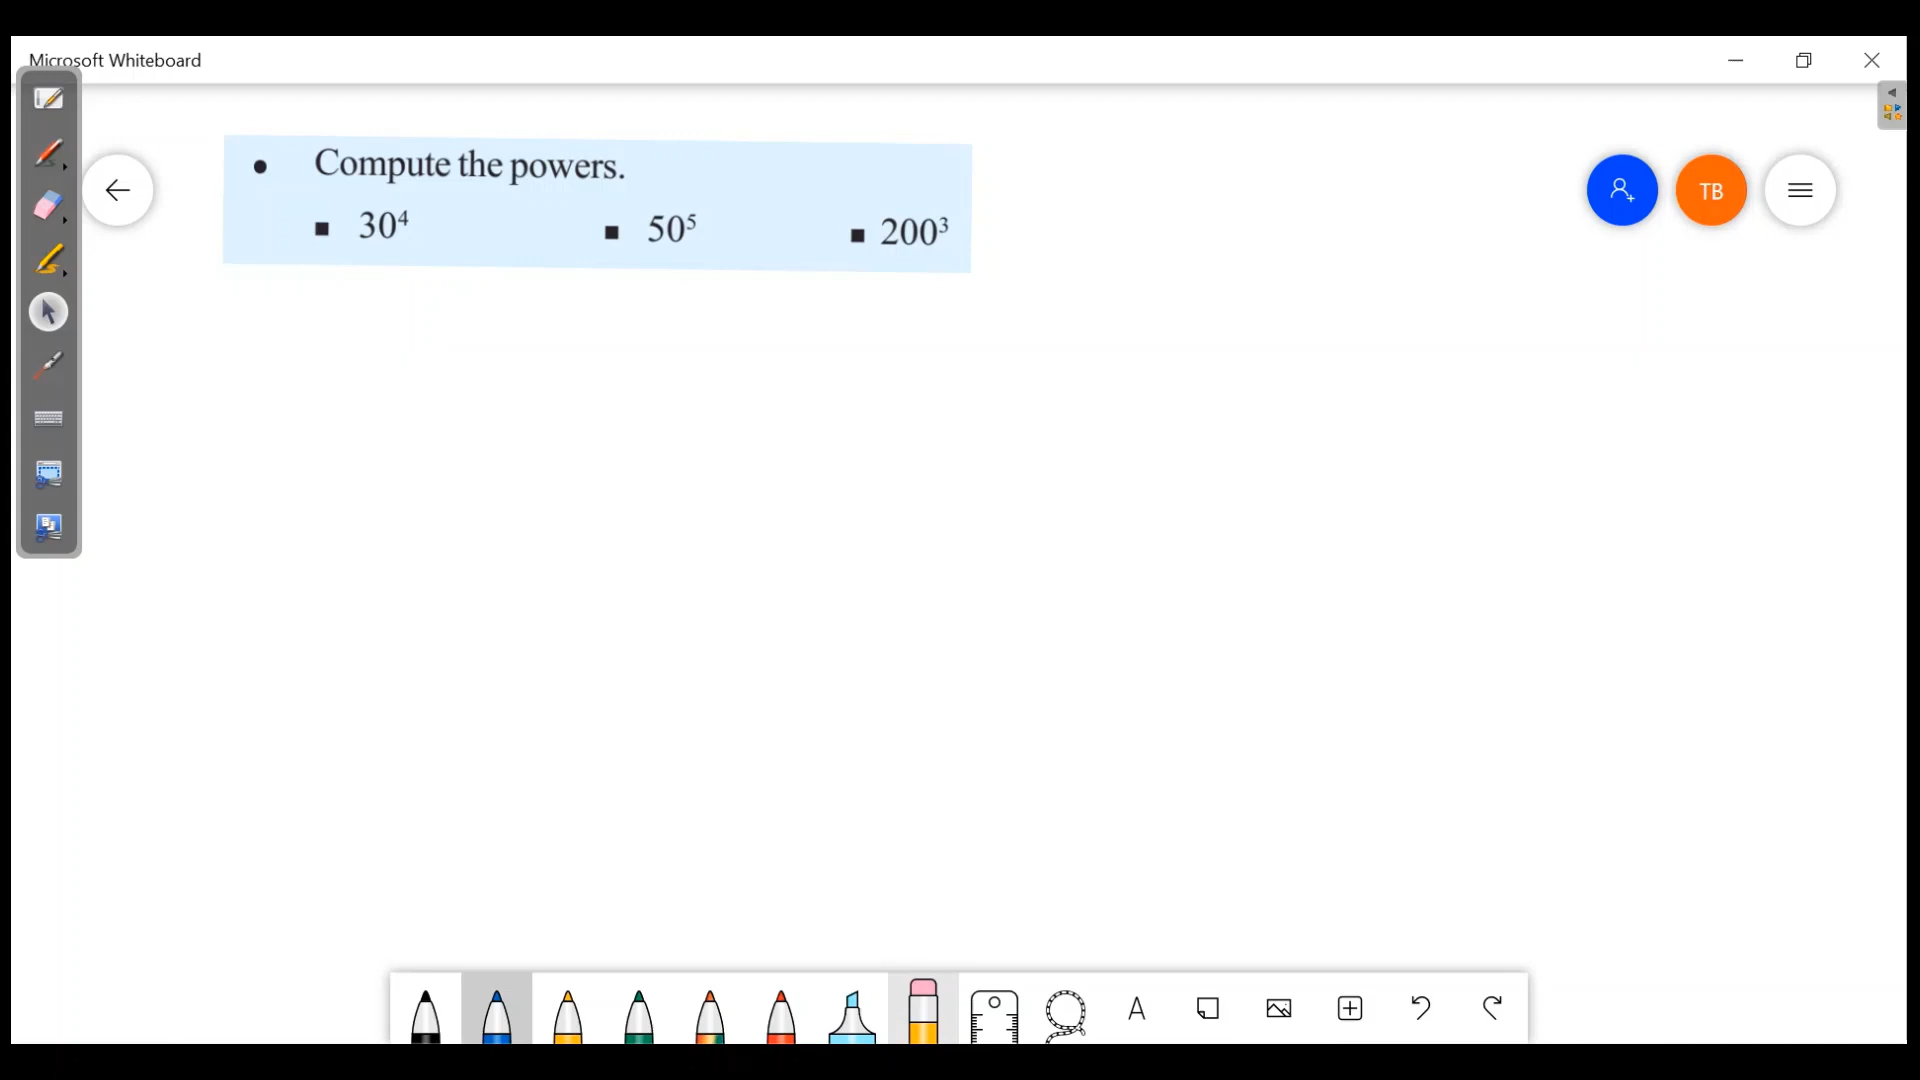 Microsoft Whiteboard
• Compute the powers.
▪ 30⁴ ▪ 50⁵ ▪ 200³
TB
A